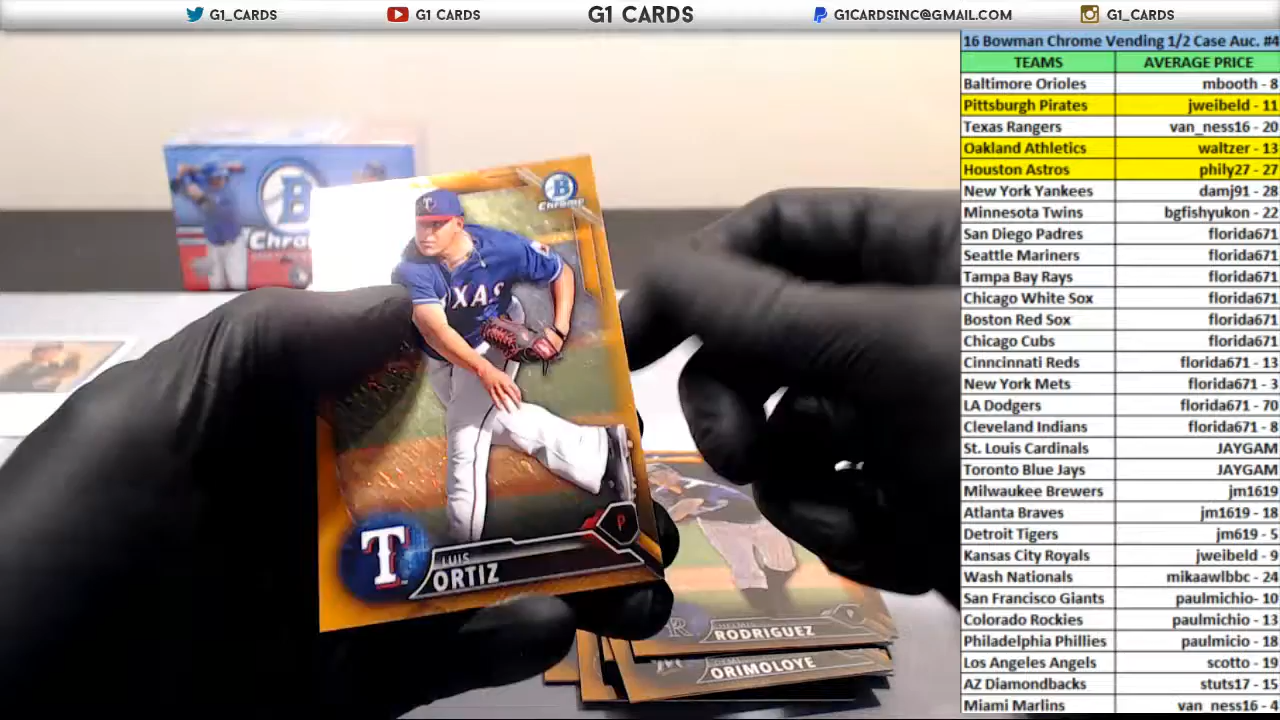 G1_CARDS
G1 CARDS
G1 CARDS
G1CARDSINC@GMAIL.COM
G1_CARDS
16 Bowman Chrome Vending 1/2 Case Auc. #4
TEAMS AVERAGE PRICE
Baltimore Orioles mbooth - 8
Pittsburgh Pirates jweibeld - 11
Texas Rangers van_ness16 - 20
Oakland Athletics waltzer - 13
Houston Astros phily27 - 27
New York Yankees damj91 - 28
Minnesota Twins bgfishyukon - 22
San Diego Padres florida671
Seattle Mariners florida671
Tampa Bay Rays florida671
Chicago White Sox florida671
Boston Red Sox florida671
Chicago Cubs florida671
Cinncinnati Reds florida671 - 13
New York Mets florida671 - 3
LA Dodgers florida671 - 70
Cleveland Indians florida671 - 8
St. Louis Cardinals JAYGAM
Toronto Blue Jays JAYGAM
Milwaukee Brewers jm1619
Atlanta Braves jm1619 - 18
Detroit Tigers jm619 - 5
Kansas City Royals jweibeld - 9
Wash Nationals mikaawlbbc - 24
San Francisco Giants paulmichio- 10
Colorado Rockies paulmichio - 13
Philadelphia Phillies paulmicio - 18
Los Angeles Angels scotto - 19
AZ Diamondbacks stuts17 - 15
Miami Marlins van_ness16 - 4
B
Chro
B
Chrome
T
EXAS
P
T
LUIS
ORTIZ
RODRIGUEZ
ORIMOLOYE